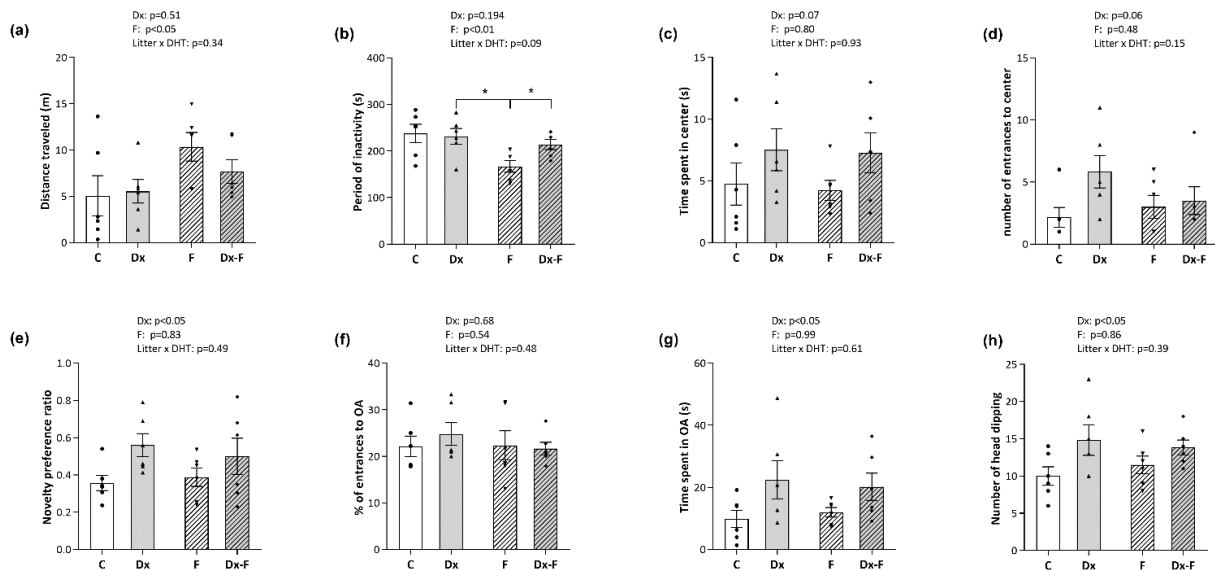 (a)
Dx: p=0.51
F: p<0.05
Litter x DHT: p=0.34
Distance traveled (m)
20
15
10
5
0
C Dx F Dx-F
(b)
Dx: p=0.194
F: p<0.01
Litter x DHT: p=0.09
Period of inactivity (s)
400
300
200
100
0
* *
C Dx F Dx-F
(c)
Dx: p=0.07
F: p=0.80
Litter x DHT: p=0.93
Time spent in center (s)
15
10
5
0
C Dx F Dx-F
(d)
Dx: p=0.06
F: p=0.48
Litter x DHT: p=0.15
number of entrances to center
15
10
5
0
C Dx F Dx-F
(e)
Dx: p<0.05
F: p=0.83
Litter x DHT: p=0.49
Novelty preference ratio
1.0
0.8
0.6
0.4
0.2
0.0
C Dx F Dx-F
(f)
Dx: p=0.68
F: p=0.54
Litter x DHT: p=0.48
% of entrances to OA
40
30
20
10
0
C Dx F Dx-F
(g)
Dx: p<0.05
F: p=0.99
Litter x DHT: p=0.61
Time spent in OA (s)
60
40
20
0
C Dx F Dx-F
(h)
Dx: p<0.05
F: p=0.86
Litter x DHT: p=0.39
Number of head dipping
25
20
15
10
5
0
C Dx F Dx-F